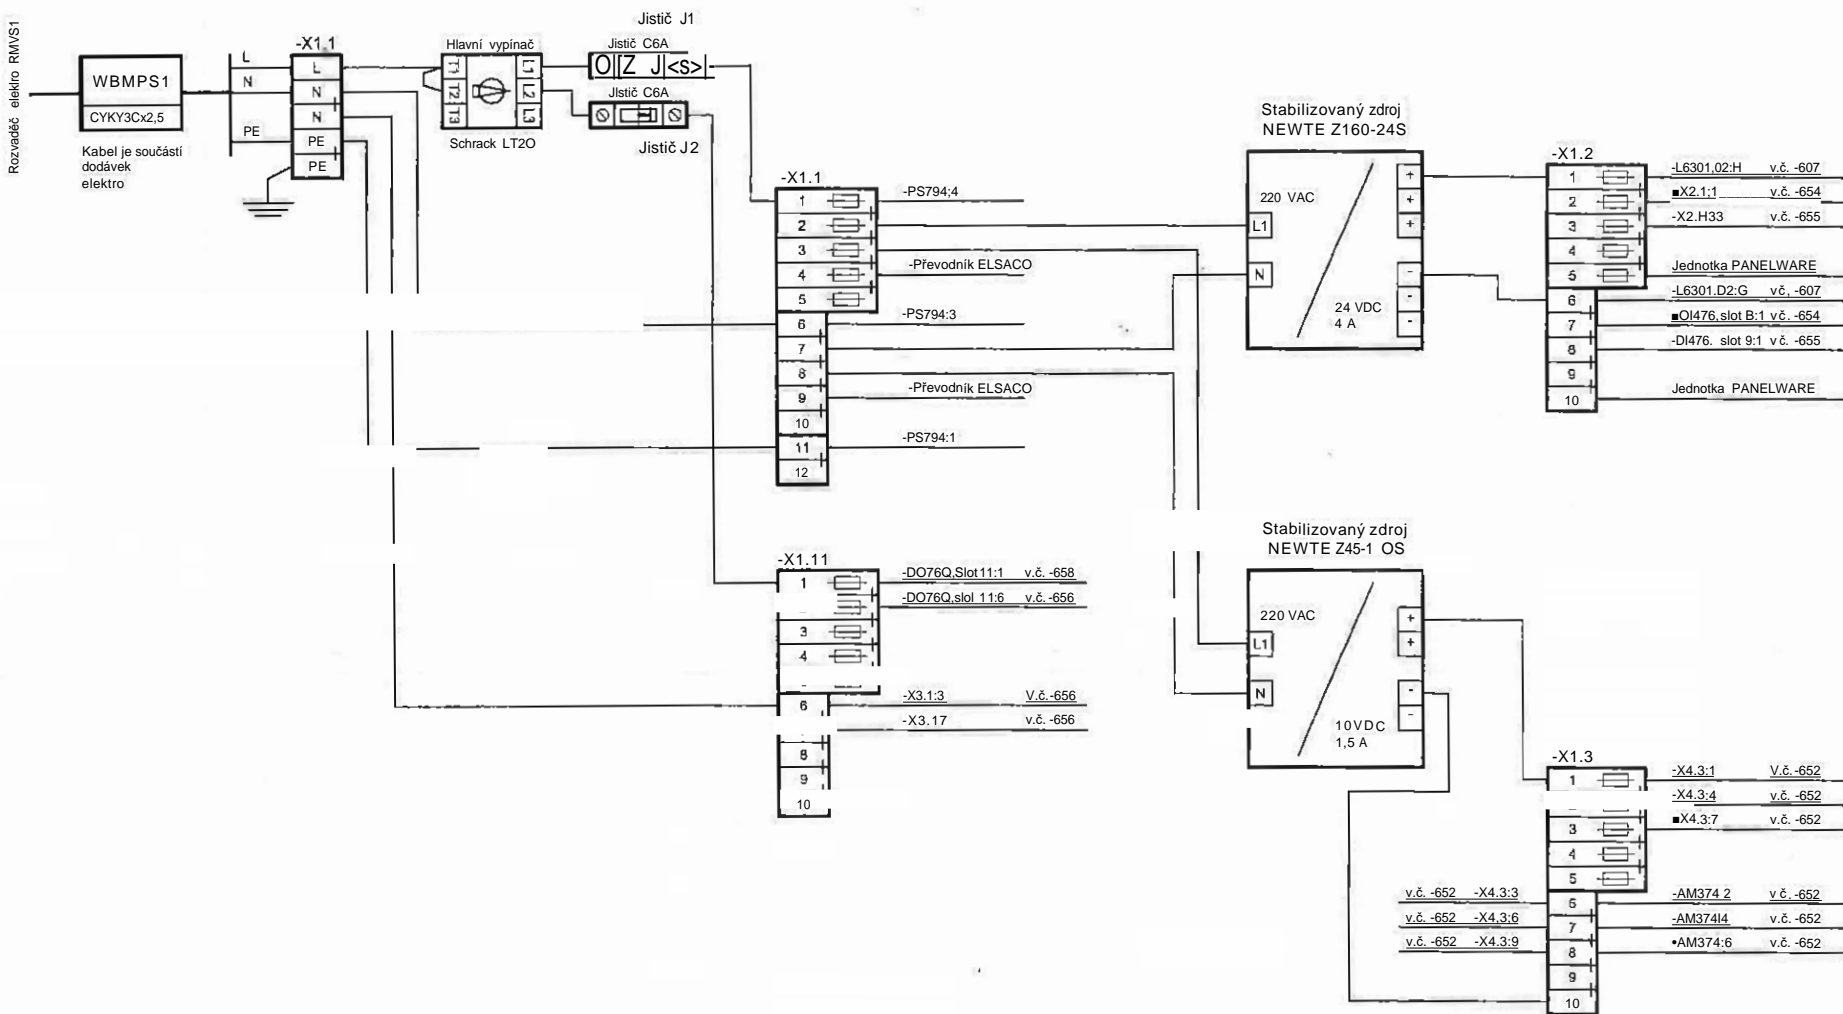 Rozvaděč elekiro RMVS1
WBMPS1
CYKY3Cx2,5
Kabel je součástí
dodávek
elektro
L
N
PE
-X1.1
L
N
N
PE
PE
Hlavní vypínač
T1
T2
T3
L1
L2
L3
Schrack LT2O
Jistič J1
Jistič C6A
O||Z J|<s>|-
JIstič C6A
Jistič J2
-X1.1
1
2
3
4
5
6
7
8
9
10
11
12
-PS794;4
-Převodník ELSACO
-PS794:3
-Převodník ELSACO
-PS794:1
-X1.11
1
3
4
6
8
9
10
-DO76Q,Slot11:1 v.č. -658
-DO76Q,slol 11:6 v.č. -656
-X3.1:3 V.č.-656
-X3.17 v.č. -656
Stabilizovaný zdroj
NEWTE Z160-24S
220 VAC
L1
N
+
+
+
-
-
-
24 VDC
4 A
-X1.2
1
2
3
4
5
6
7
8
9
10
-L6301,02:H v.č. -607
■X2.1;1 v.č. -654
-X2.H33 v.č. -655
Jednotka PANELWARE
-L6301.D2:G vč, -607
■OI476,slot B:1 v č. -654
-DI476. slot 9:1 v č. -655
Jednotka PANELWARE
Stabilizovaný zdroj
NEWTE Z45-1 OS
220 VAC
L1
N
+
+
-
-
10VDC
1,5 A
-X1.3
1
3
4
5
6
7
8
9
10
-X4.3:1 V.č. -652
-X4.3:4 v.č. -652
■X4.3:7 v.č. -652
v.č. -652 -X4.3:3
v.č. -652 -X4,3;6
v.č. -652 -X4.3:9
-AM374 2 v č. -652
-AM374I4 v.č. -652
•AM374:6 v.č. -652